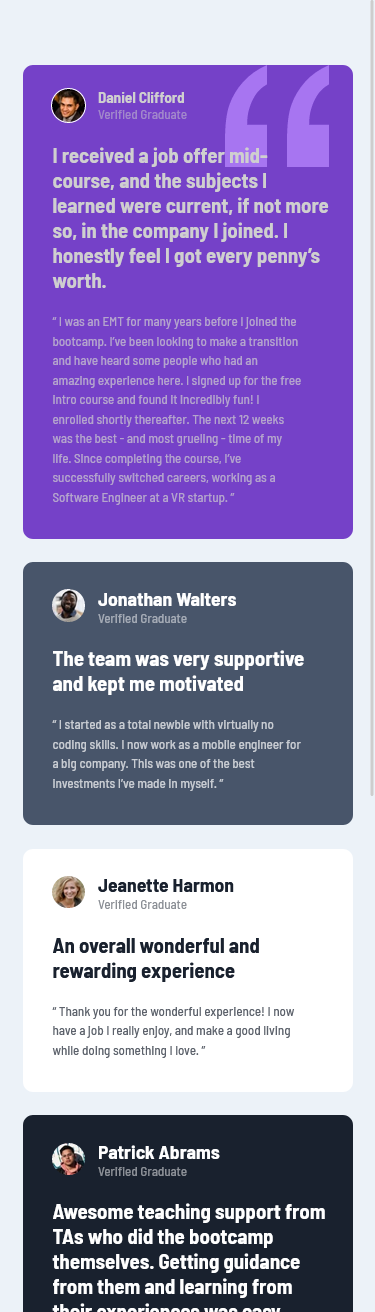 Daniel Clifford
Verified Graduate
I received a job offer mid-
course, and the subjects I
learned were current, if not more
so, in the company I joined. I
honestly feel I got every penny’s
worth.
“ I was an EMT for many years before I joined the
bootcamp. I’ve been looking to make a transition
and have heard some people who had an
amazing experience here. I signed up for the free
intro course and found it incredibly fun! I
enrolled shortly thereafter. The next 12 weeks
was the best - and most grueling - time of my
life. Since completing the course, I’ve
successfully switched careers, working as a
Software Engineer at a VR startup. ”
Jonathan Walters
Verified Graduate
The team was very supportive
and kept me motivated
“ I started as a total newbie with virtually no
coding skills. I now work as a mobile engineer for
a big company. This was one of the best
investments I’ve made in myself. ”
Jeanette Harmon
Verified Graduate
An overall wonderful and
rewarding experience
“ Thank you for the wonderful experience! I now
have a job I really enjoy, and make a good living
while doing something I love. ”
Patrick Abrams
Verified Graduate
Awesome teaching support from
TAs who did the bootcamp
themselves. Getting guidance
from them and learning from
their experiences was easy